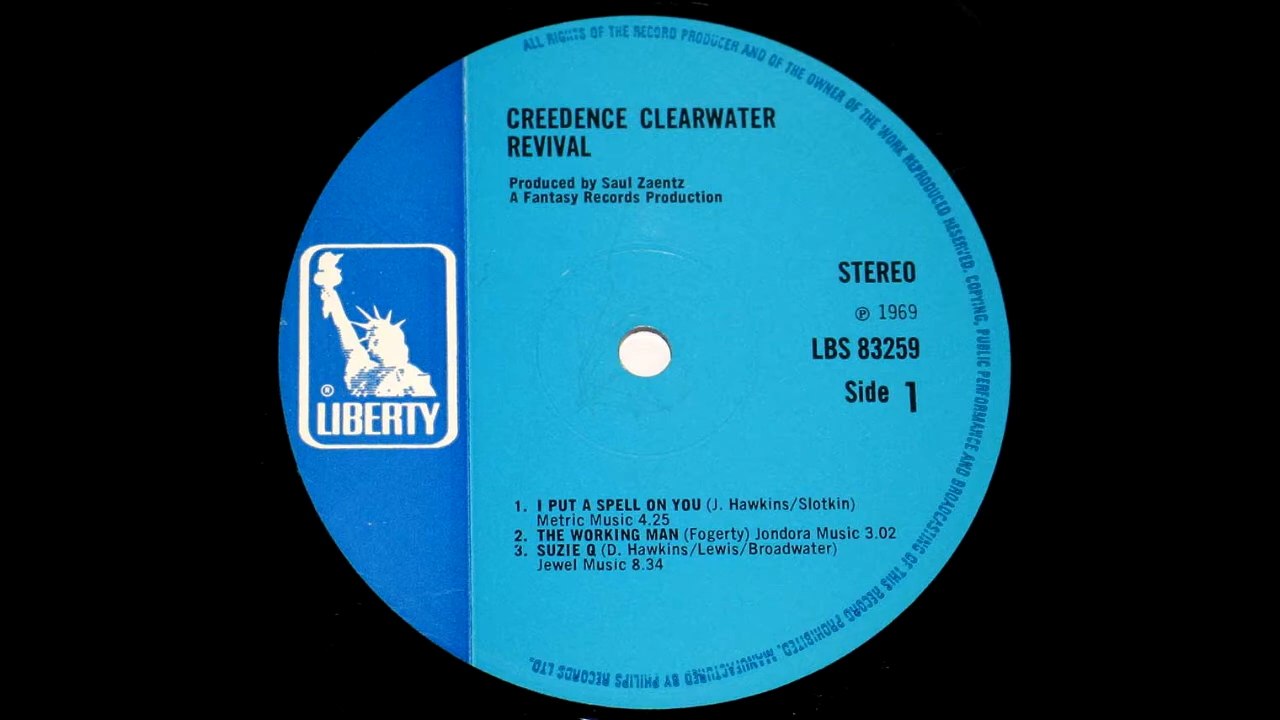 ALL RIGHTS OF THE RECORD PRODUCER AND OF THE OWNER OF THE WORK REPRODUCED RESERVED. COPYING, PUBLIC PERFORMANCE AND BROADCASTING OF THIS RECORD PROHIBITED. MANUFACTURED BY PHILIPS RECORDS LTD.
CREEDENCE CLEARWATER
REVIVAL
Produced by Saul Zaentz
A Fantasy Records Production
STEREO
℗ 1969
LBS 83259
Side 1
®
LIBERTY
1. I PUT A SPELL ON YOU (J. Hawkins/Slotkin)
Metric Music 4.25
2. THE WORKING MAN (Fogerty) Jondora Music 3.02
3. SUZIE Q (D. Hawkins/Lewis/Broadwater)
Jewel Music 8.34